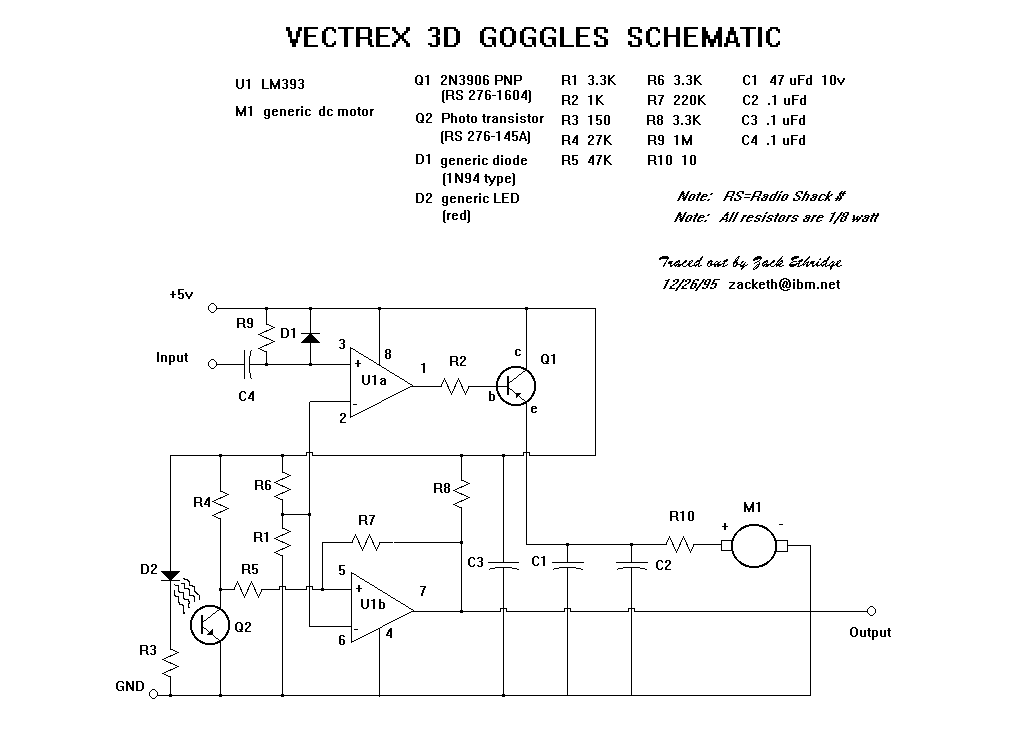 VECTREX 3D GOGGLES SCHEMATIC
U1 LM393
M1 generic dc motor
Q1 2N3906 PNP
(RS 276-1604)
Q2 Photo transistor
(RS 276-145A)
D1 generic diode
(1N94 type)
D2 generic LED
(red)
R1 3.3K
R2 1K
R3 150
R4 27K
R5 47K
R6 3.3K
R7 220K
R8 3.3K
R9 1M
R10 10
C1 47 uFd 10v
C2 .1 uFd
C3 .1 uFd
C4 .1 uFd
Note: RS=Radio Shack #
Note: All resistors are 1/8 watt
Traced out by Zack Ethridge
12/26/95 zacketh@ibm.net
+5v
R9
D1
3
8
Input
+
U1a
1
R2
c
Q1
b
e
C4
-
2
R6
R4
R8
R7
R1
M1
R10
+
-
D2
R5
5
C3
C1
C2
+
U1b
7
Q2
-
6
4
Output
R3
GND